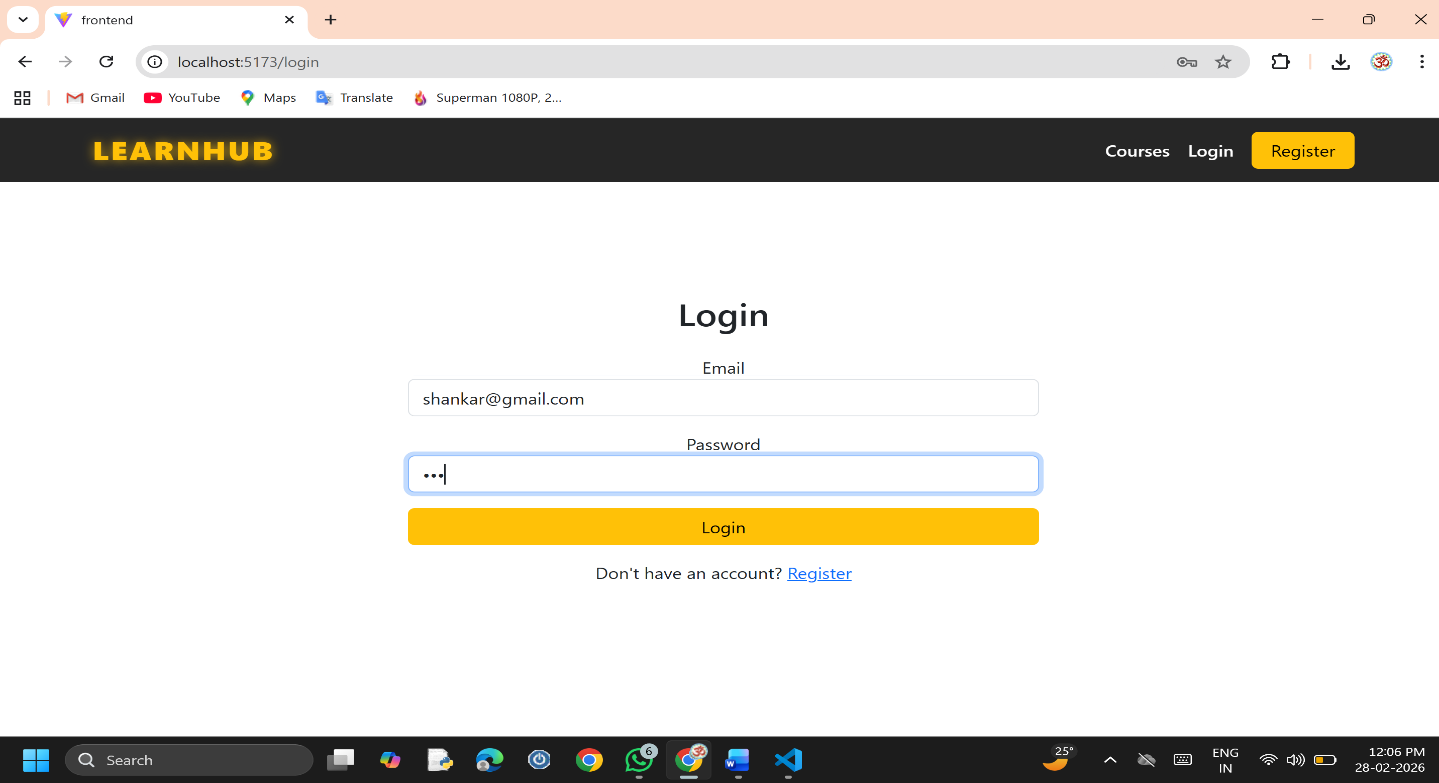 frontend
localhost:5173/login
Gmail YouTube Maps Translate Superman 1080P, 2...
LEARNHUB Courses Login Register
Login
Email
shankar@gmail.com
Password
•••
Login
Don't have an account? Register
Search 6 25° ENG 12:06 PM
IN 28-02-2026